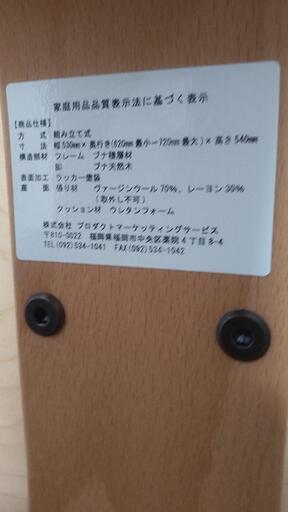 家庭用品品質表示法に基づく表示
【商品仕様】
方 式 組み立て式
寸 法 幅530mm×奥行き(620mm最小ー720mm最大)×高さ540mm
構造部材 フレーム ブナ積層材
脚 ブナ天然木
表面加工 ラッカー塗装
座 面 張り材 ヴァージンウール70%、レーヨン30%
(取外し不可)
クッション材 ウレタンフォーム
株式会社 プロダクトマーケッティングサービス
〒810-0022 福岡県福岡市中央区薬院4丁目8-4
TEL(092)534-1041 FAX(092)534-1042